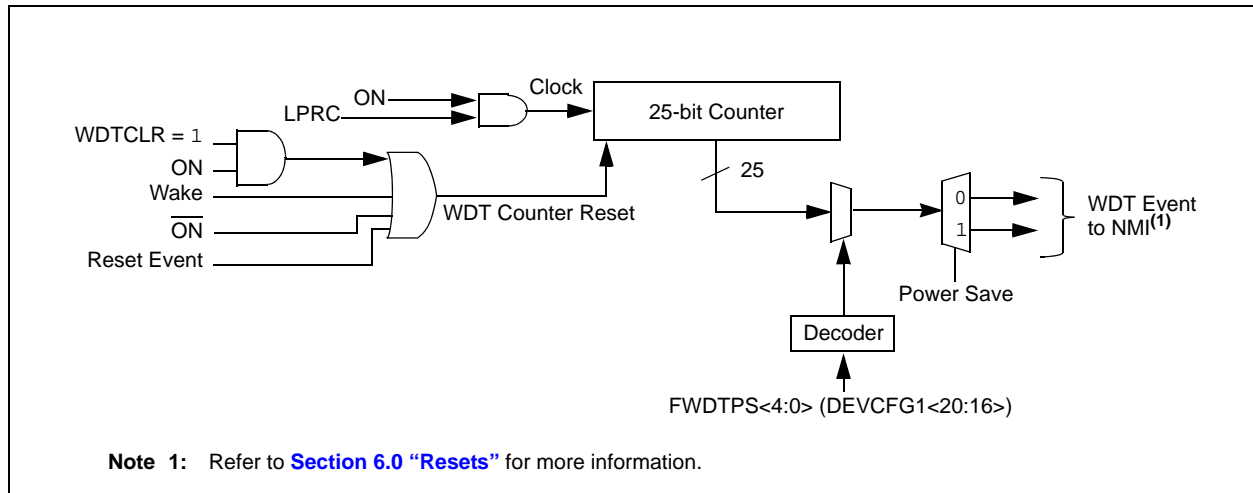 ON
Clock
LPRC
25-bit Counter
WDTCLR = 1
ON
25
Wake
WDT Counter Reset
0
1
WDT Event
to NMI(1)
O̅N̅
Reset Event
Power Save
Decoder
FWDTPS<4:0> (DEVCFG1<20:16>)
Note 1: Refer to Section 6.0 “Resets” for more information.